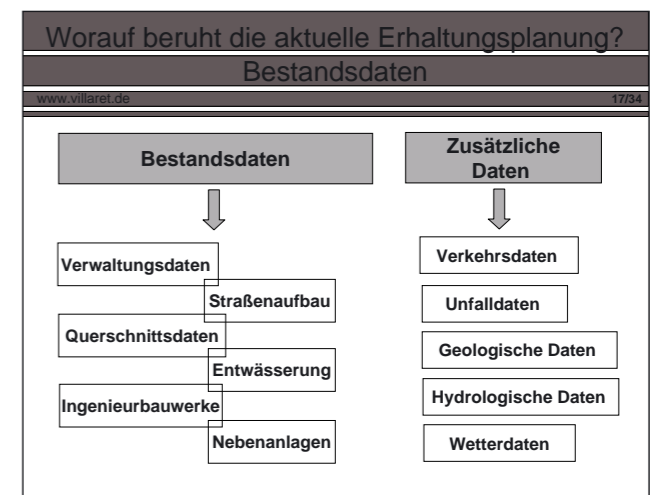 Worauf beruht die aktuelle Erhaltungsplanung?
Bestandsdaten
www.villaret.de
17/34
Bestandsdaten
Verwaltungsdaten
Straßenaufbau
Querschnittsdaten
Entwässerung
Ingenieurbauwerke
Nebenanlagen
Zusätzliche
Daten
Verkehrsdaten
Unfalldaten
Geologische Daten
Hydrologische Daten
Wetterdaten